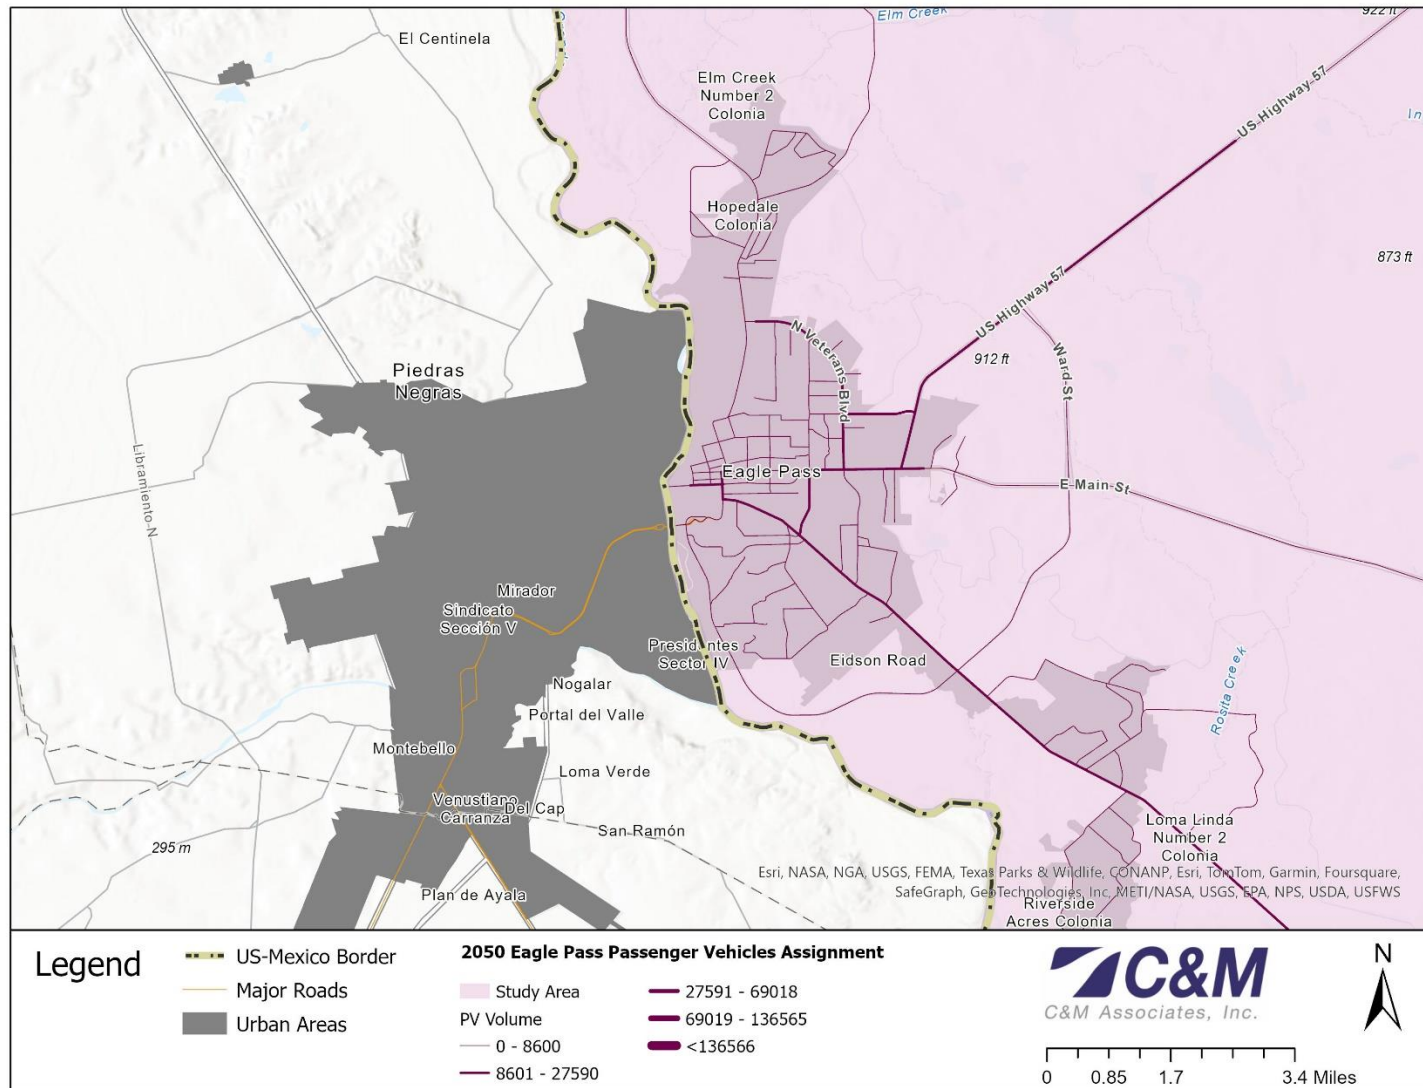 El Centinela
Elm Creek
922 ft
Elm Creek
Number 2
Colonia
US Highway 57
Hopedale
Colonia
873 ft
US Highway 57
N Veterans Blvd
912 ft
Ward St
Piedras
Negras
Libramiento N
Eagle Pass
E Main St
Mirador
Sindicato
Sección V
Presidentes
Sector IV
Eidson Road
Nogalar
Portal del Valle
Rosita Creek
Montebello
Loma Verde
Venustiano
Carranza
Del Cap
San Ramón
295 m
Loma Linda
Number 2
Colonia
Plan de Ayala
Esri, NASA, NGA, USGS, FEMA, Texas Parks & Wildlife, CONANP, Esri, TomTom, Garmin, Foursquare,
SafeGraph, GeoTechnologies, Inc, METI/NASA, USGS, EPA, NPS, USDA, USFWS
Riverside
Acres Colonia
Legend
US-Mexico Border
Major Roads
Urban Areas
2050 Eagle Pass Passenger Vehicles Assignment
Study Area
PV Volume
0 - 8600
8601 - 27590
27591 - 69018
69019 - 136565
<136566
C&M
C&M Associates, Inc.
N
0 0.85 1.7 3.4 Miles